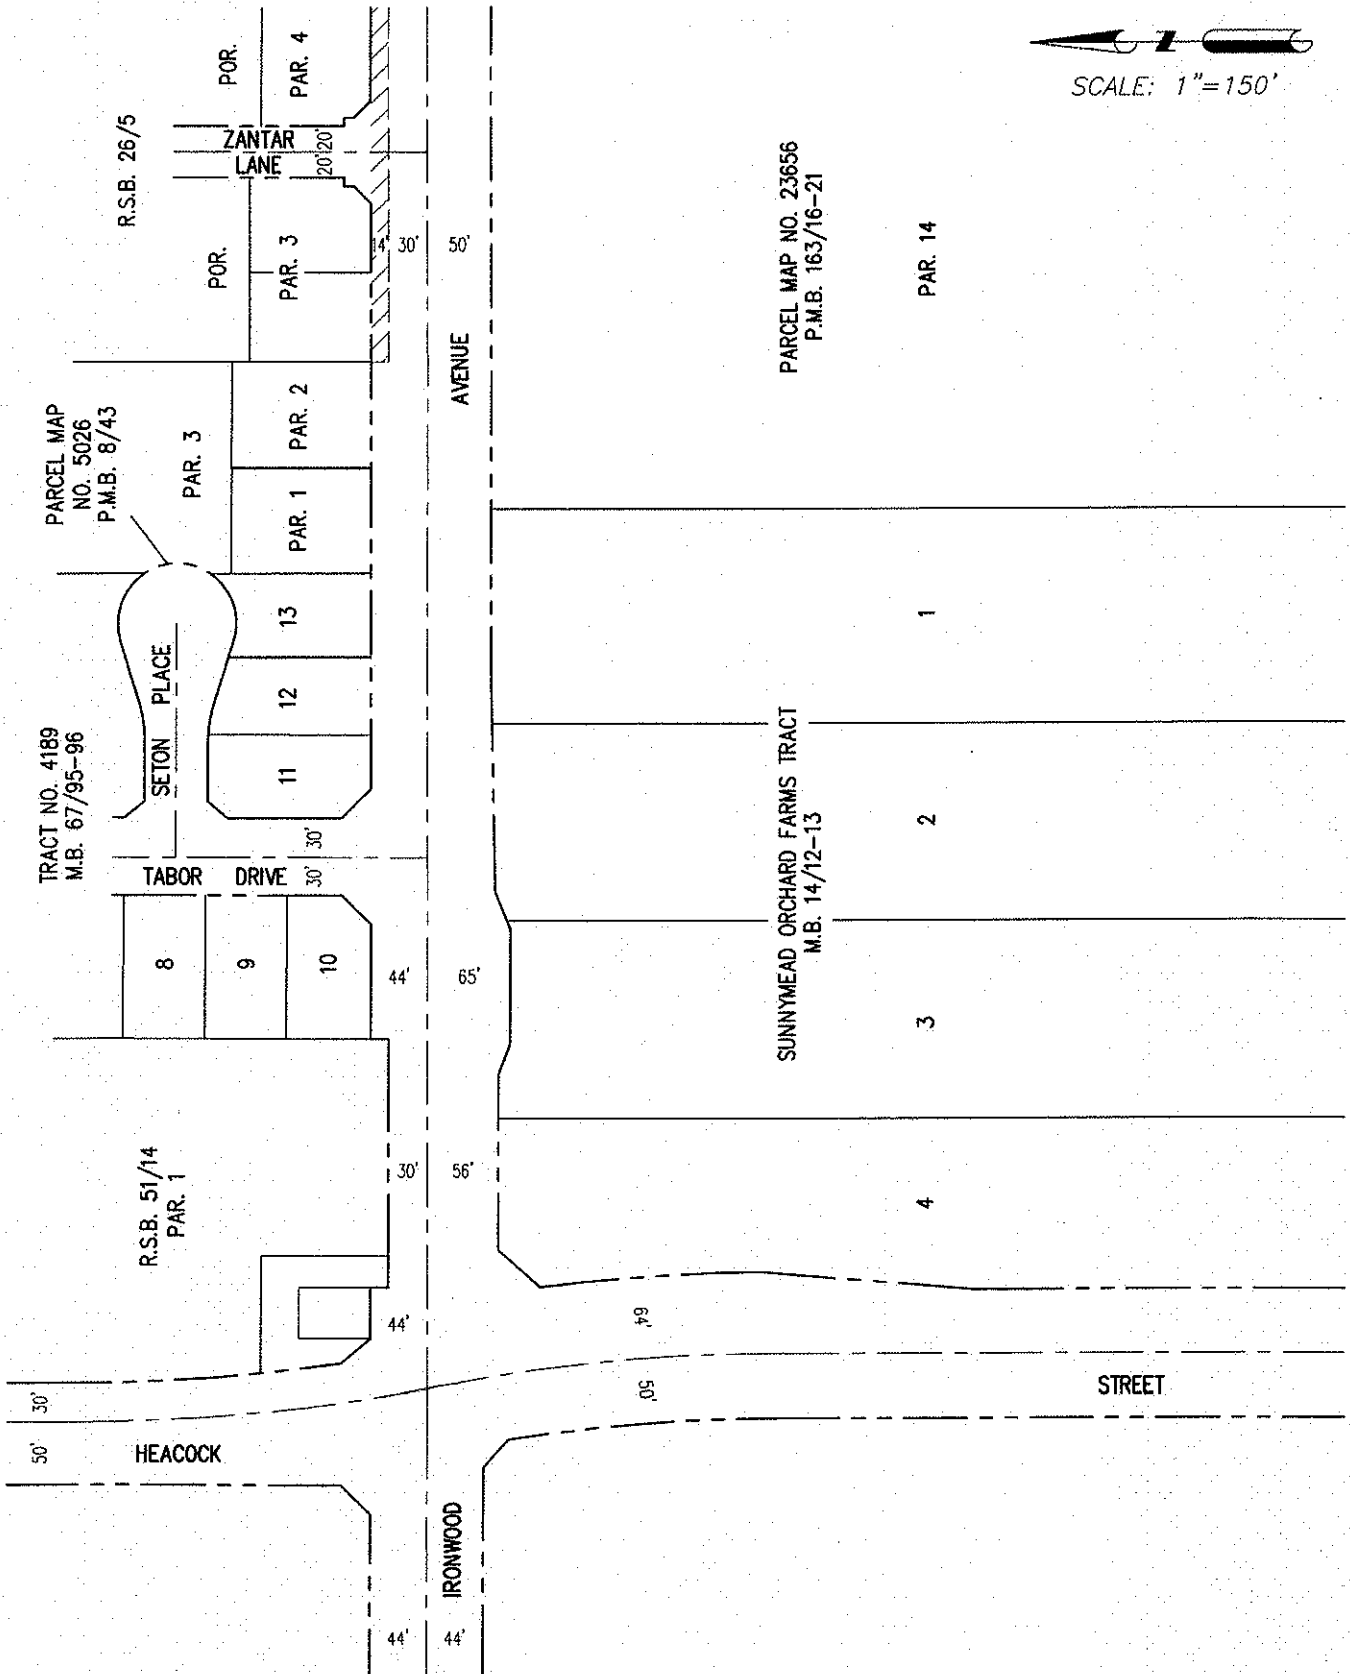 Z
SCALE: 1"=150'
POR.
PAR. 4
R.S.B. 26/5
ZANTAR
LANE
20'
20'
POR.
PAR. 3
14'
30'
50'
PARCEL MAP NO. 23656
P.M.B. 163/16-21
PAR. 14
AVENUE
PARCEL MAP
NO. 5026
P.M.B. 8/43
PAR. 3
PAR. 2
PAR. 1
13
12
11
SETON PLACE
TRACT NO. 4189
M.B. 67/95-96
TABOR DRIVE
30'
30'
8
9
10
44'
65'
SUNNYMEAD ORCHARD FARMS TRACT
M.B. 14/12-13
1
2
3
4
R.S.B. 51/14
PAR. 1
30'
56'
44'
64'
50'
STREET
30'
50'
HEACOCK
IRONWOOD
44'
44'